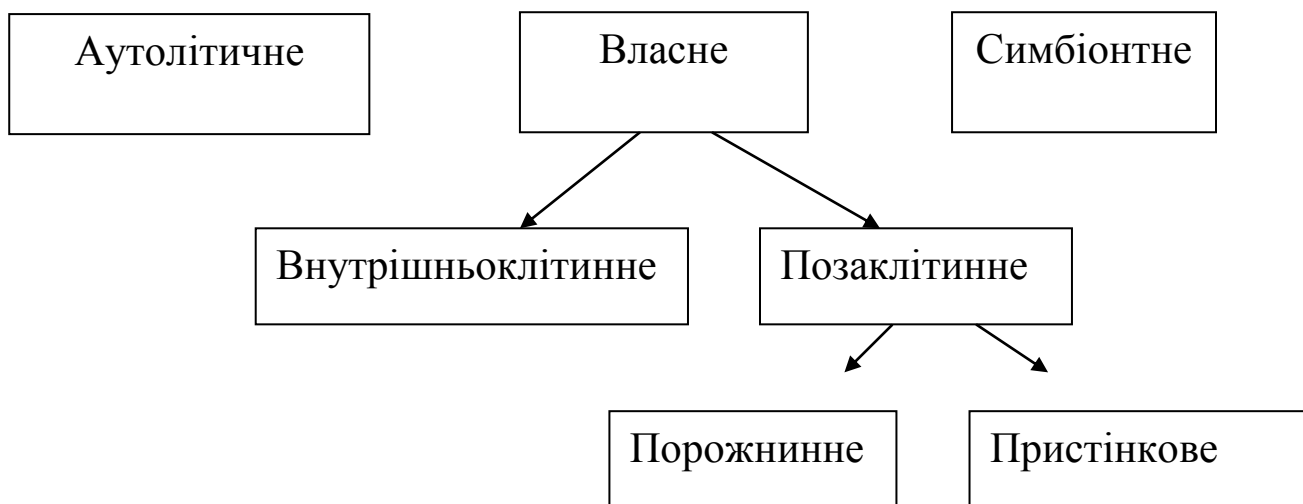 Аутолітичне
Власне
Симбіонтне
Внутрішньоклітинне
Позаклітинне
Порожнинне
Пристінкове